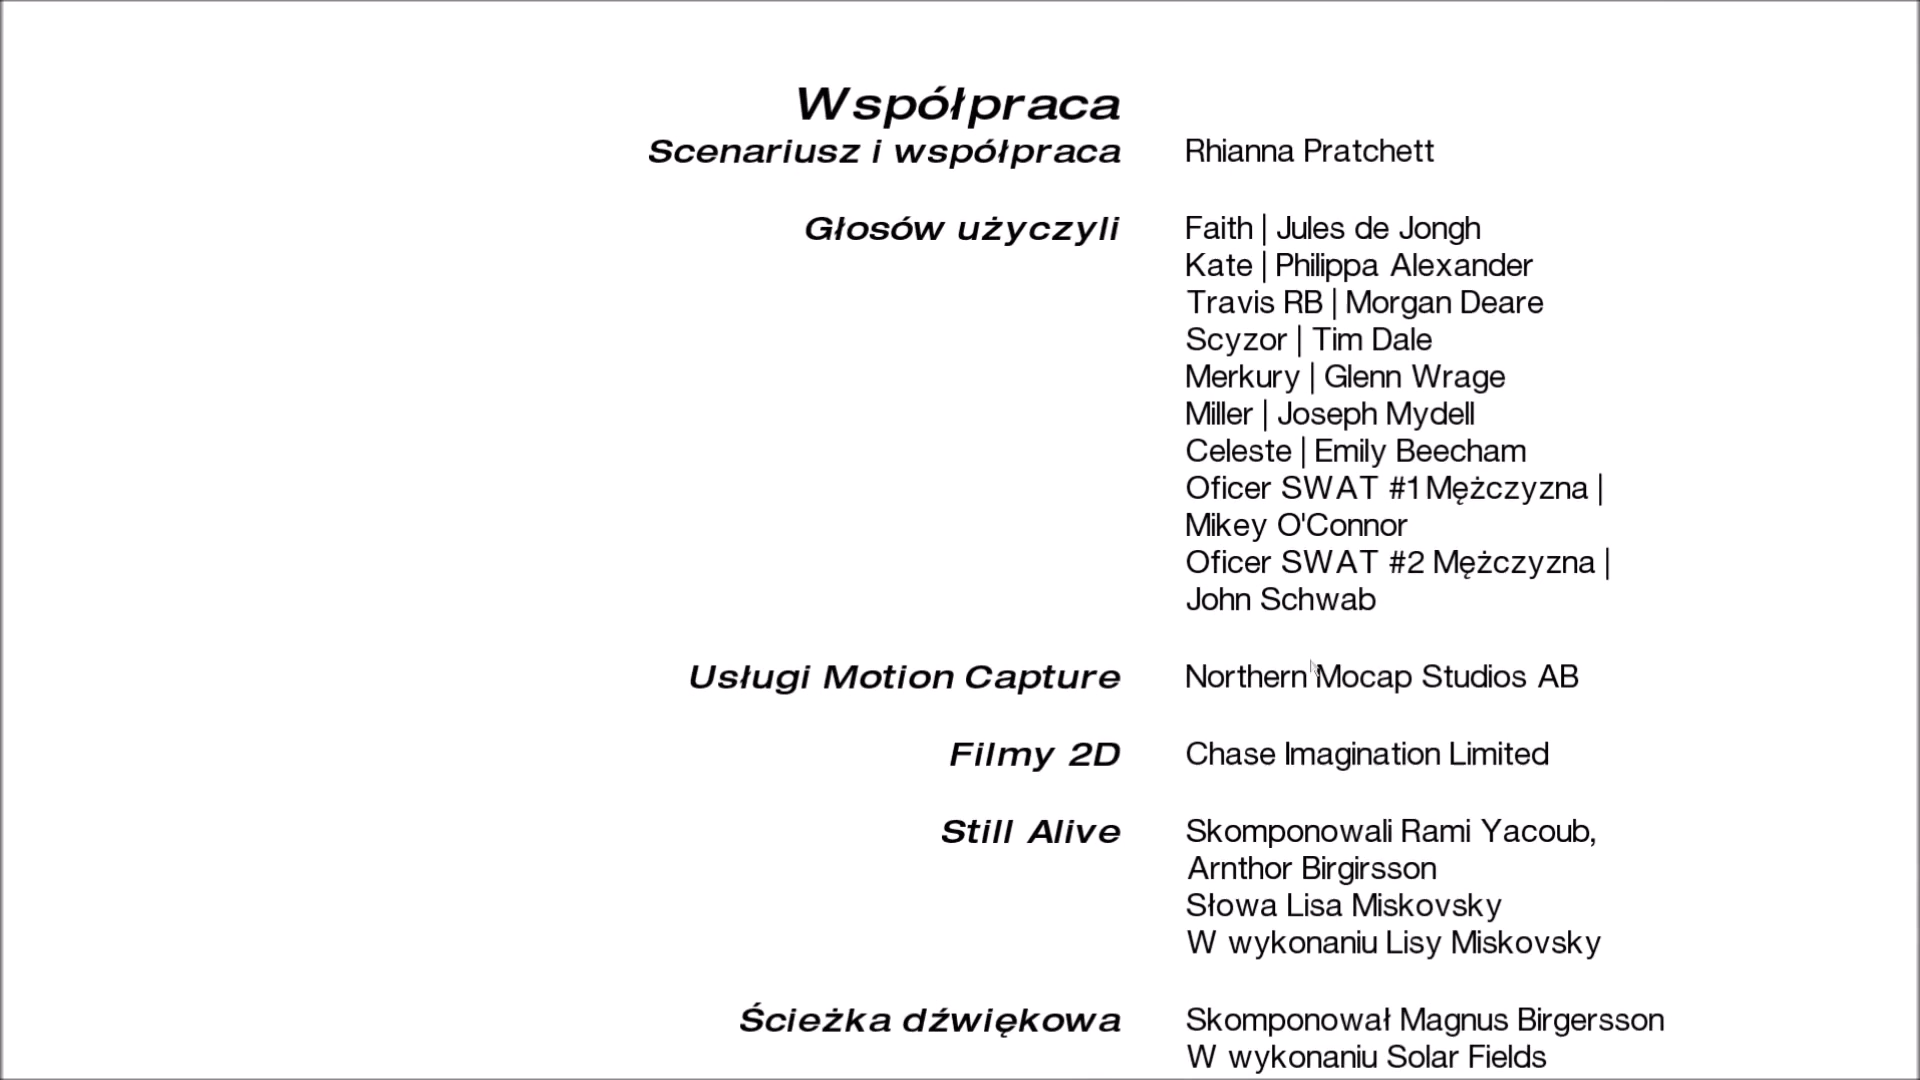 Współpraca
Scenariusz i współpraca Rhianna Pratchett
Głosów użyczyli Faith | Jules de Jongh
Kate | Philippa Alexander
Travis RB | Morgan Deare
Scyzor | Tim Dale
Merkury | Glenn Wrage
Miller | Joseph Mydell
Celeste | Emily Beecham
Oficer SWAT #1 Mężczyzna |
Mikey O'Connor
Oficer SWAT #2 Mężczyzna |
John Schwab
Usługi Motion Capture Northern Mocap Studios AB
Filmy 2D Chase Imagination Limited
Still Alive Skomponowali Rami Yacoub,
Arnthor Birgirsson
Słowa Lisa Miskovsky
W wykonaniu Lisy Miskovsky
Ścieżka dźwiękowa Skomponował Magnus Birgersson
W wykonaniu Solar Fields